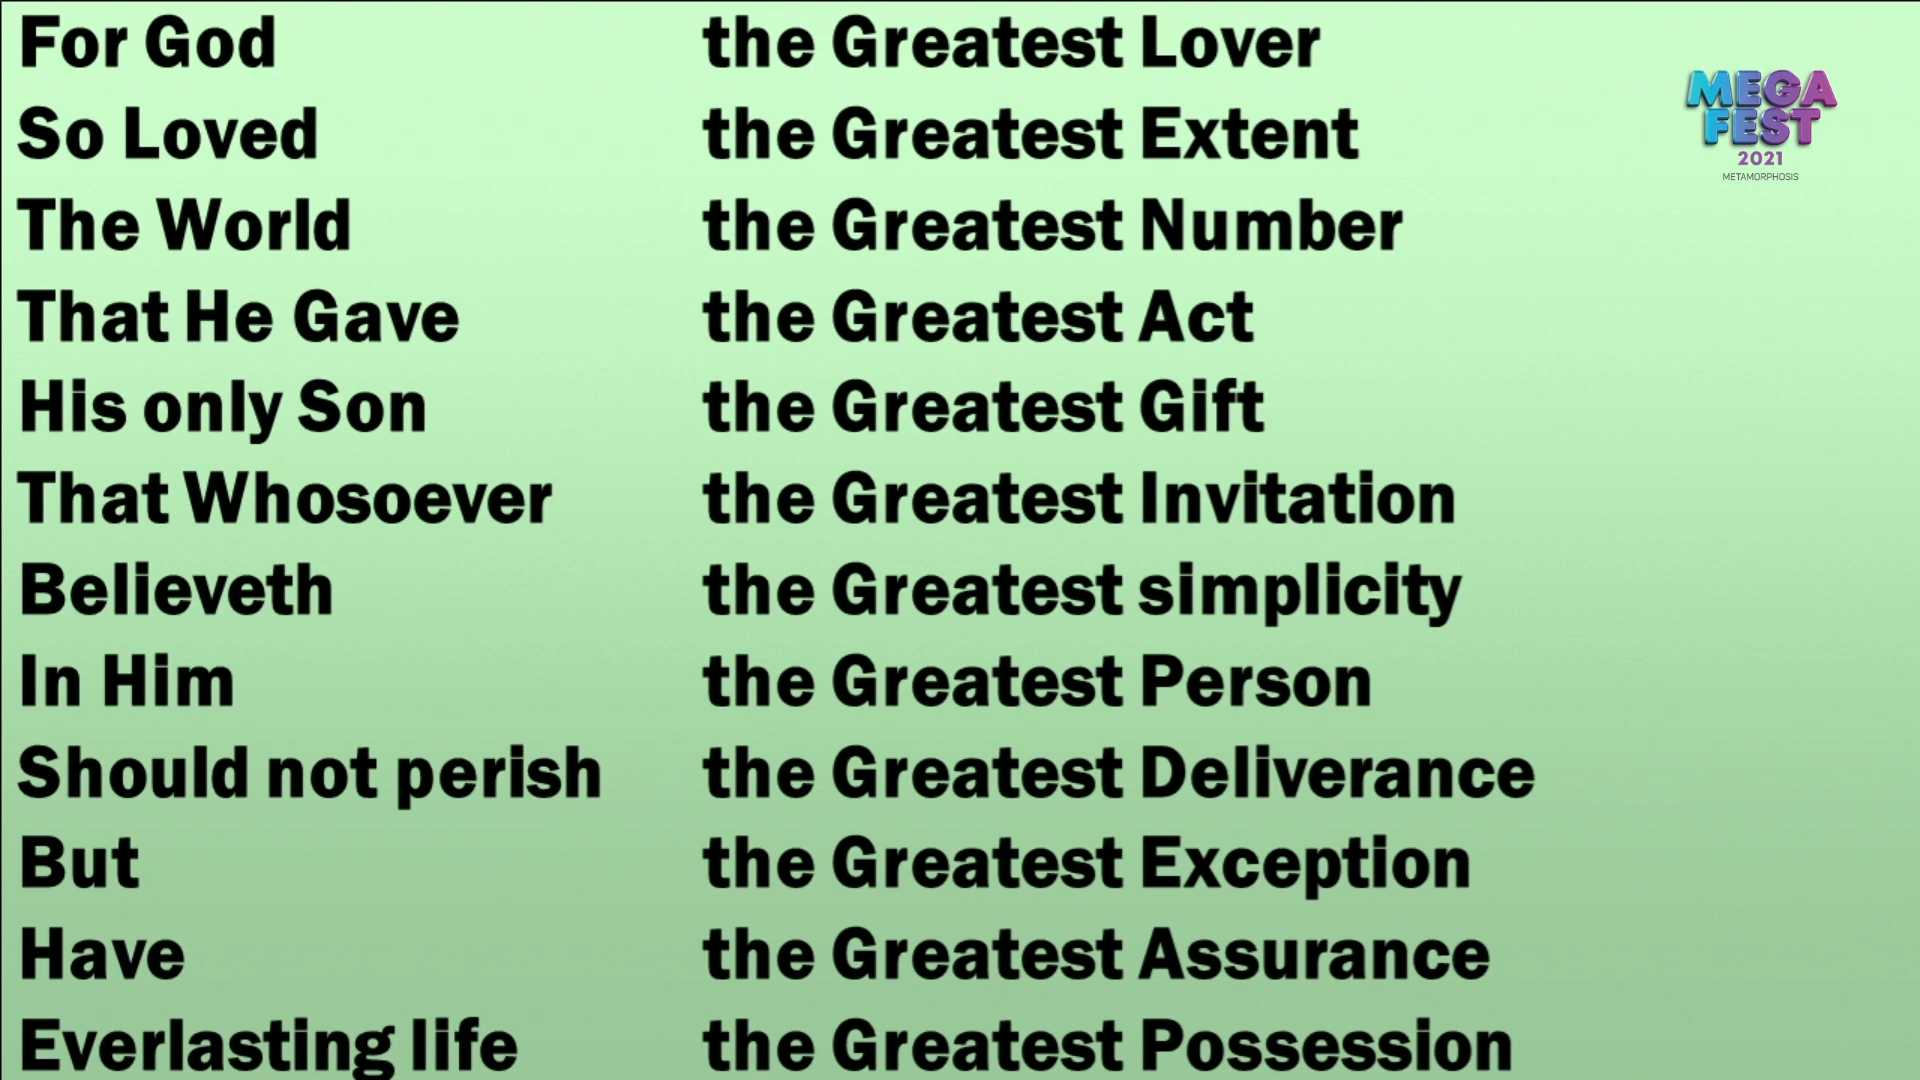 For God the Greatest Lover
So Loved the Greatest Extent
The World the Greatest Number
That He Gave the Greatest Act
His only Son the Greatest Gift
That Whosoever the Greatest Invitation
Believeth the Greatest simplicity
In Him the Greatest Person
Should not perish the Greatest Deliverance
But the Greatest Exception
Have the Greatest Assurance
Everlasting life the Greatest Possession
MEGA
FEST
2021
METAMORPHOSIS